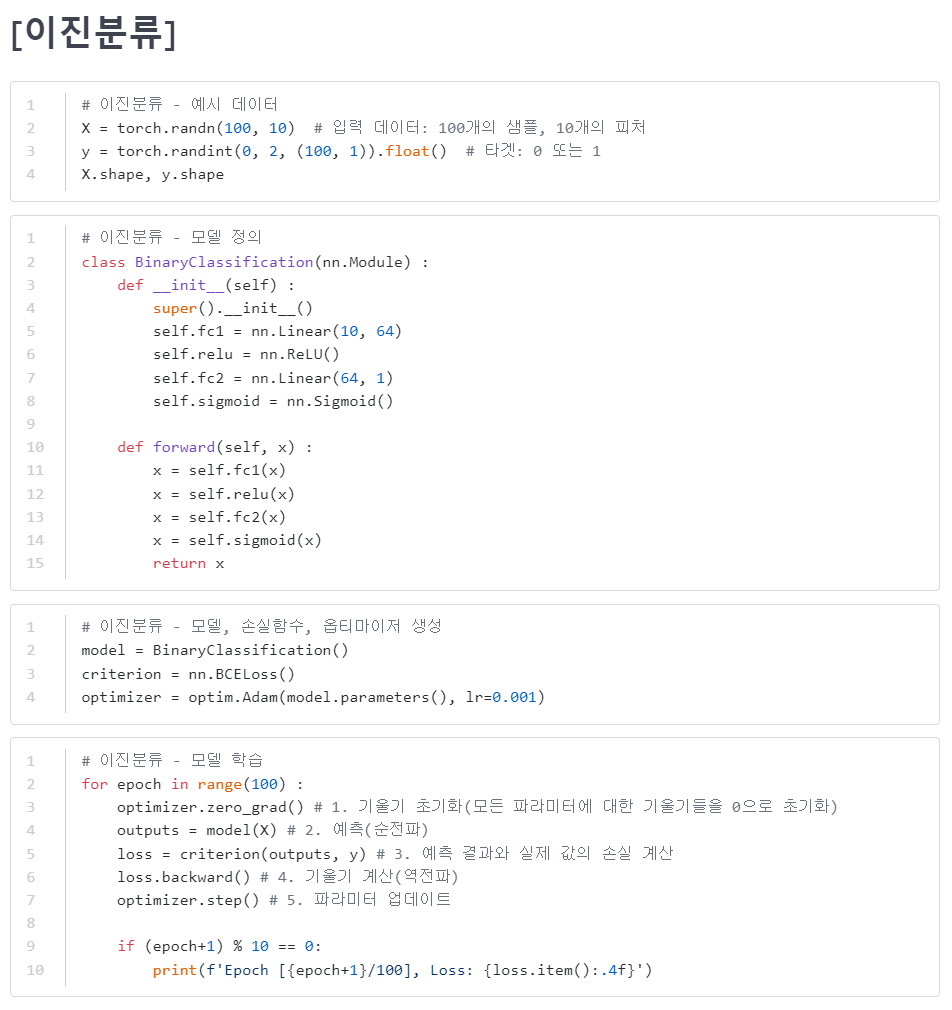 [이진분류]
1 # 이진분류 - 예시 데이터
2 X = torch.randn(100, 10)  # 입력 데이터: 100개의 샘플, 10개의 피처
3 y = torch.randint(0, 2, (100, 1)).float()  # 타겟: 0 또는 1
4 X.shape, y.shape
1 # 이진분류 - 모델 정의
2 class BinaryClassification(nn.Module) :
3     def __init__(self) :
4         super().__init__()
5         self.fc1 = nn.Linear(10, 64)
6         self.relu = nn.ReLU()
7         self.fc2 = nn.Linear(64, 1)
8         self.sigmoid = nn.Sigmoid()
9
10     def forward(self, x) :
11         x = self.fc1(x)
12         x = self.relu(x)
13         x = self.fc2(x)
14         x = self.sigmoid(x)
15         return x
1 # 이진분류 - 모델, 손실함수, 옵티마이저 생성
2 model = BinaryClassification()
3 criterion = nn.BCELoss()
4 optimizer = optim.Adam(model.parameters(), lr=0.001)
1 # 이진분류 - 모델 학습
2 for epoch in range(100) :
3     optimizer.zero_grad() # 1. 기울기 초기화(모든 파라미터에 대한 기울기들을 0으로 초기화)
4     outputs = model(X) # 2. 예측(순전파)
5     loss = criterion(outputs, y) # 3. 예측 결과와 실제 값의 손실 계산
6     loss.backward() # 4. 기울기 계산(역전파)
7     optimizer.step() # 5. 파라미터 업데이트
8
9     if (epoch+1) % 10 == 0:
10         print(f'Epoch [{epoch+1}/100], Loss: {loss.item():.4f}')